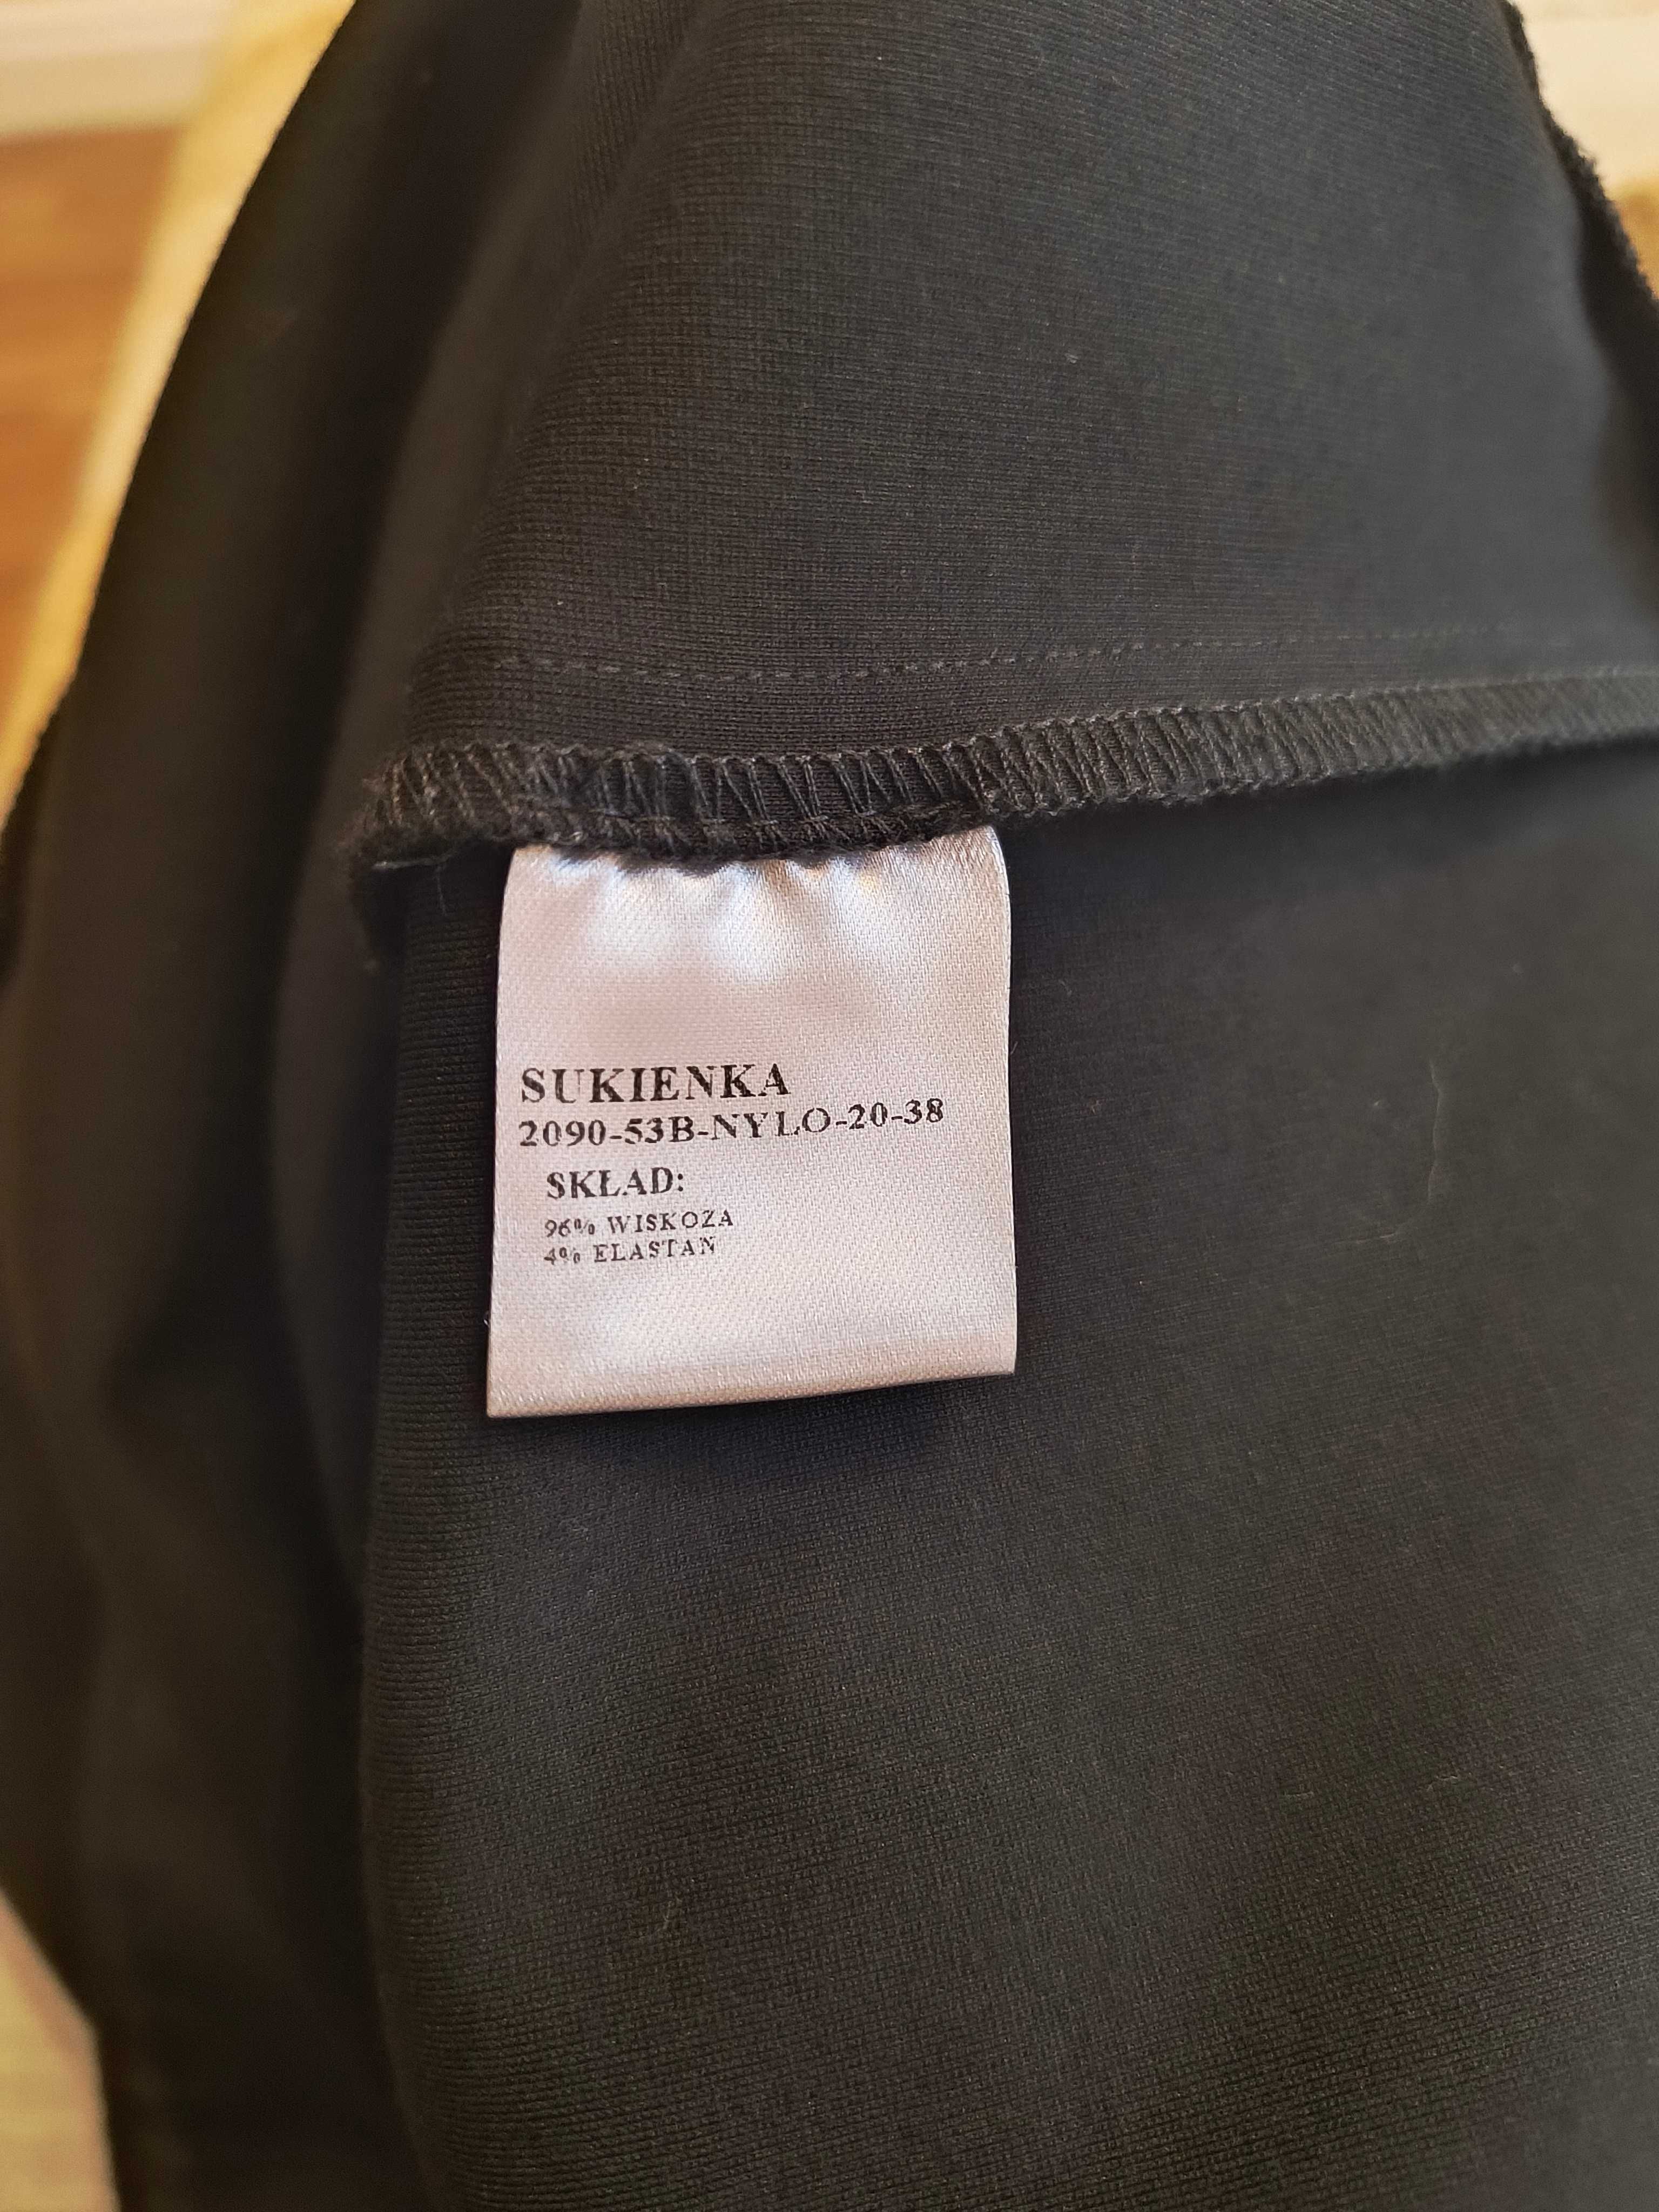 SUKIENKA
2090-53B-NYLO-20-38
SKŁAD:
96% WISKOZA
4% ELASTAN